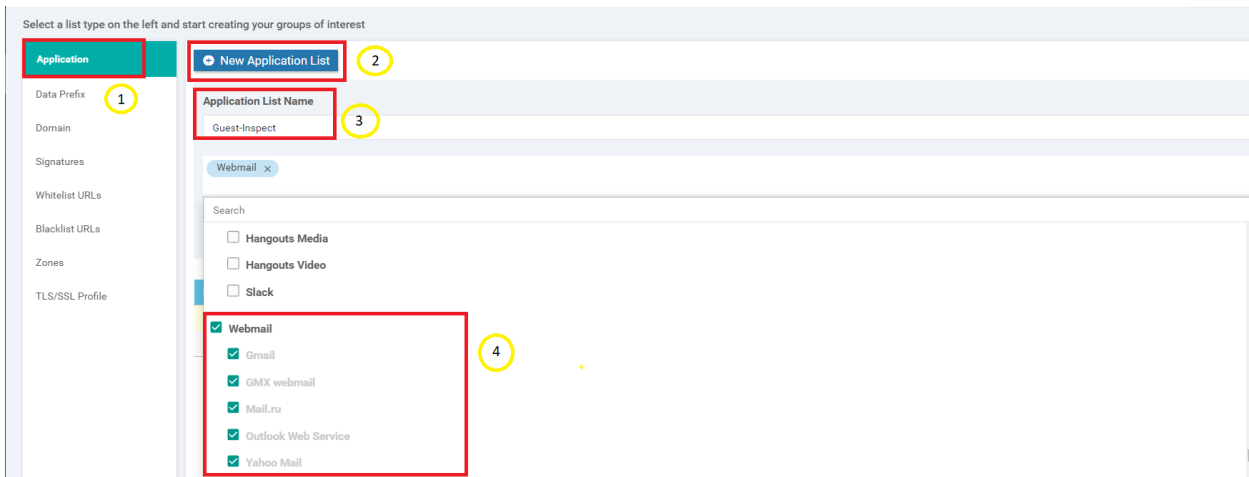 Select a list type on the left and start creating your groups of interest
Application
New Application List
2
Data Prefix
1
Application List Name
3
Domain
Guest-Inspect
Signatures
Webmail x
Whitelist URLs
Search
Blacklist URLs
Hangouts Media
Zones
Hangouts Video
TLS/SSL Profile
Slack
Webmail
4
Gmail
GMX webmail
Mail.ru
Outlook Web Service
Yahoo Mail